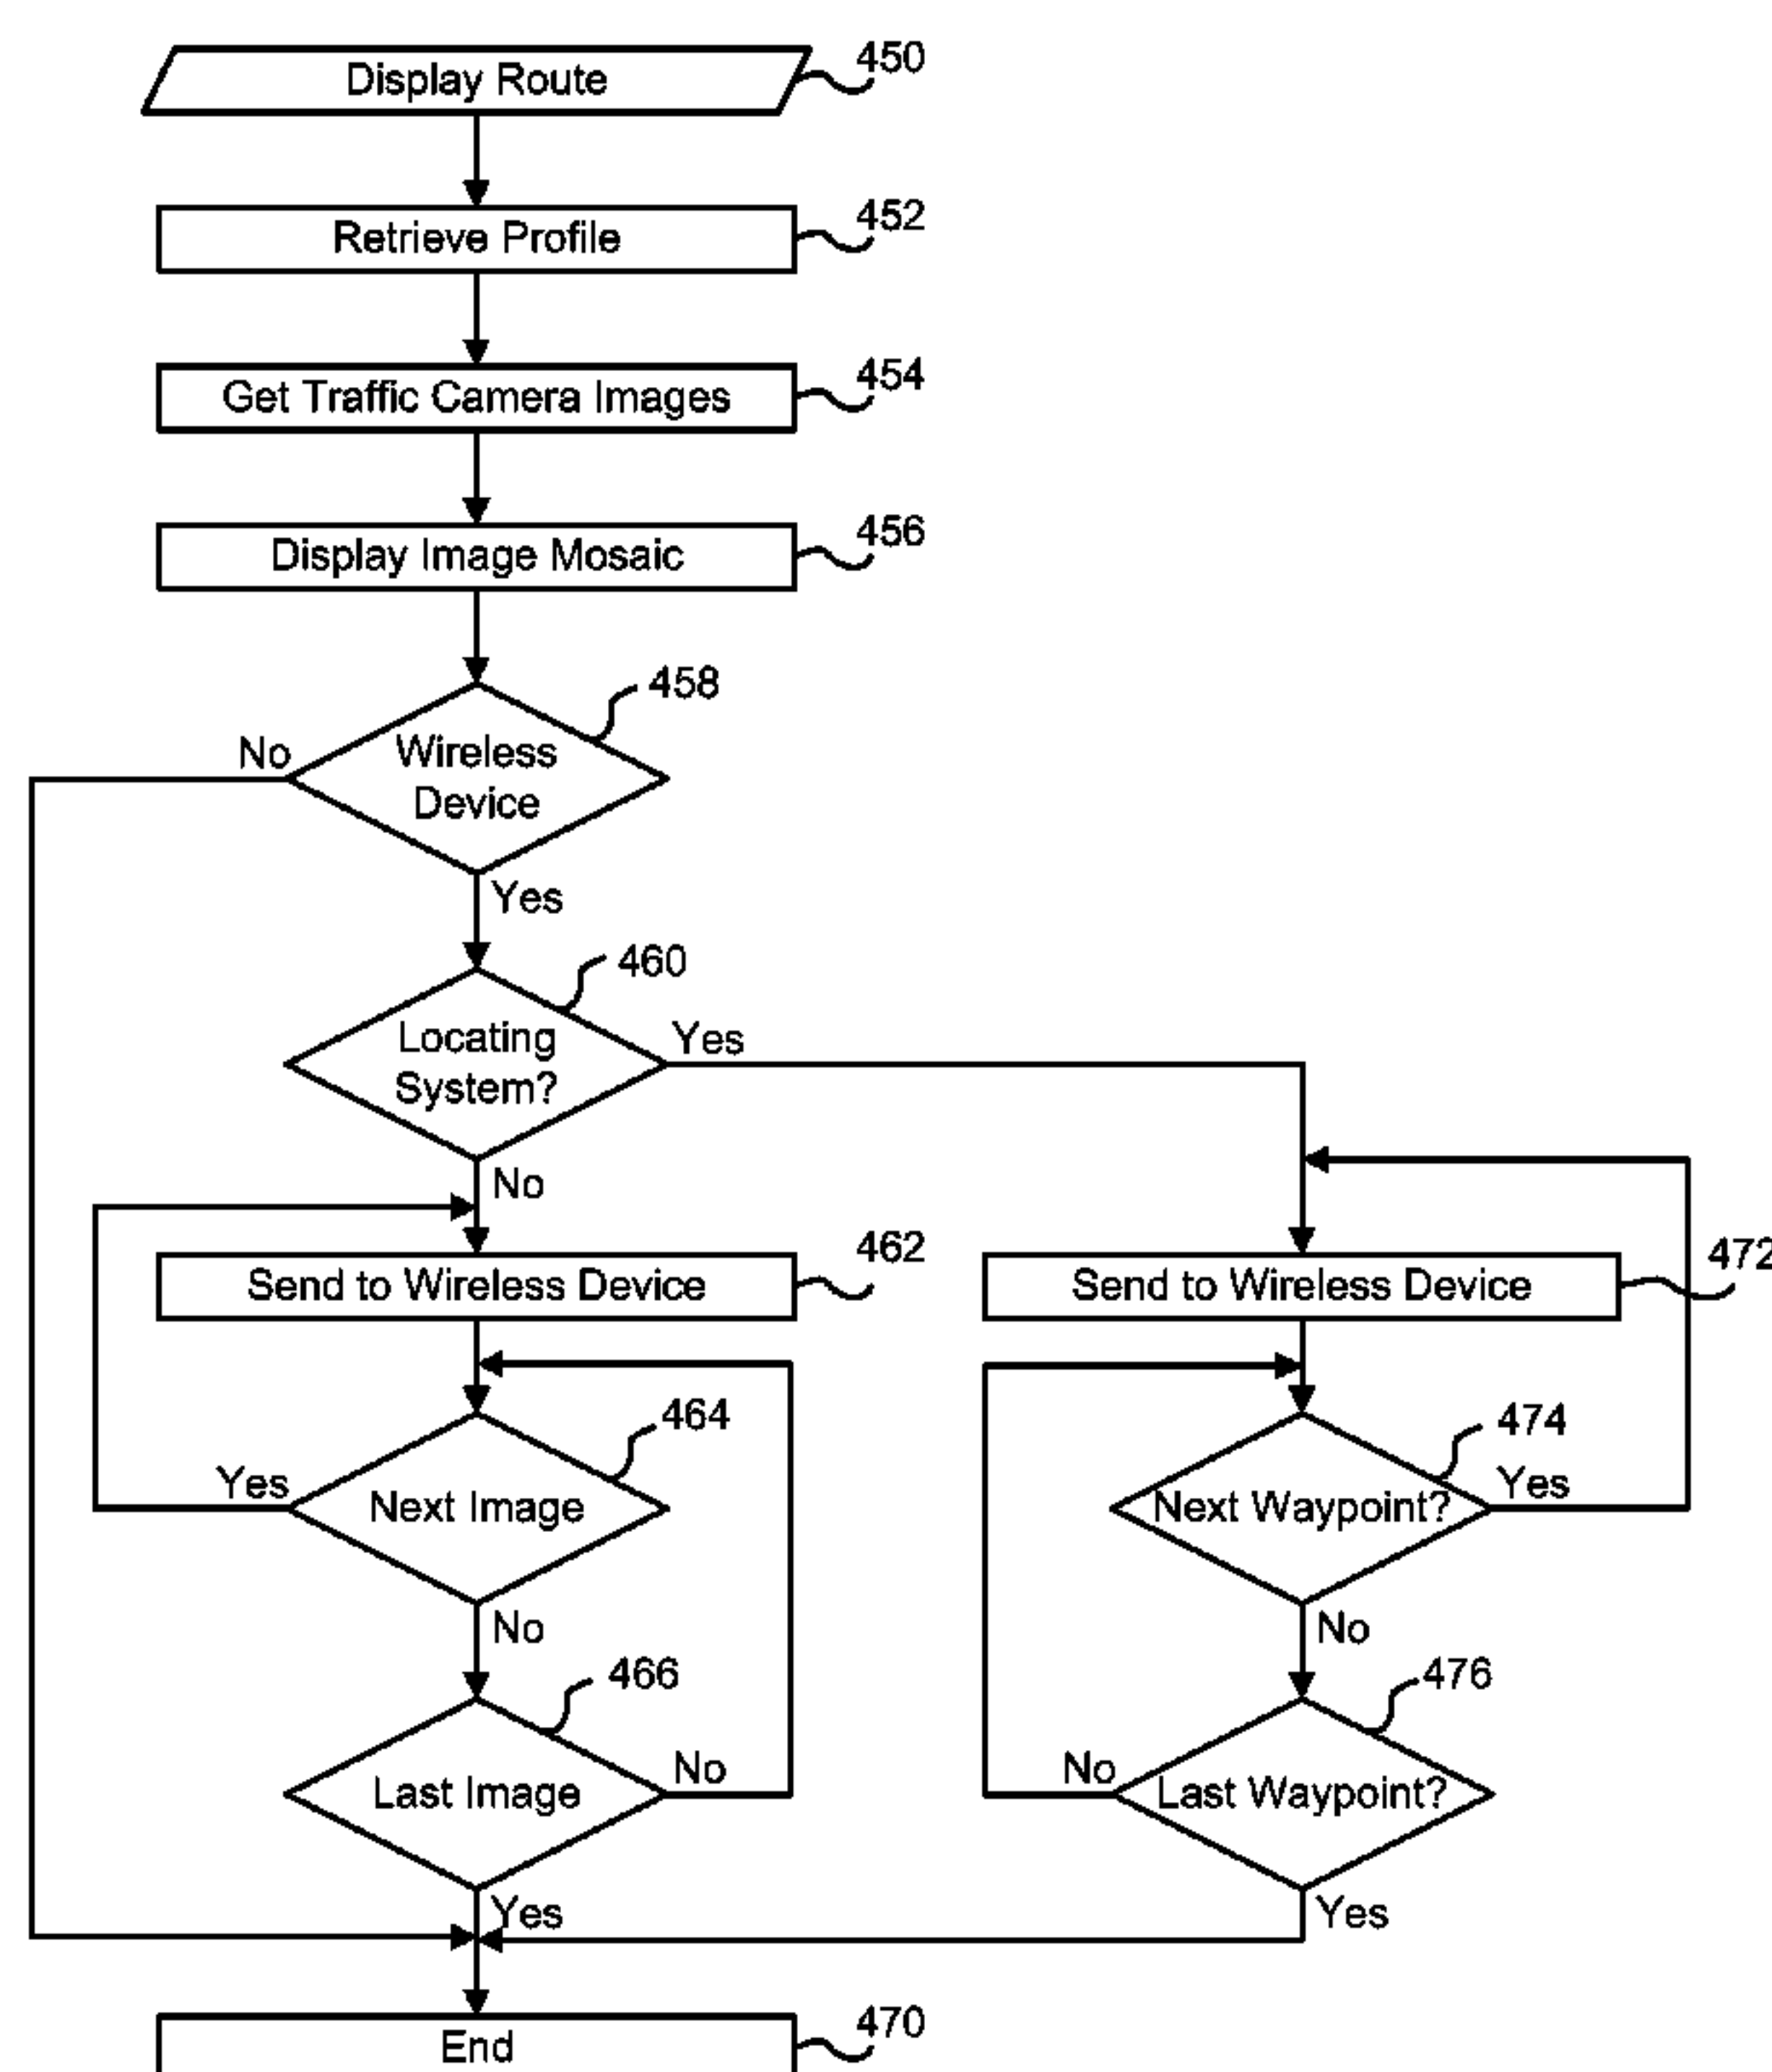 Display Route
450
Retrieve Profile
452
Get Traffic Camera Images
454
Display Image Mosaic
456
458
No
Wireless
Device
Yes
460
Locating
System?
Yes
No
Send to Wireless Device
462
Send to Wireless Device
472
464
Yes
Next Image
474
Next Waypoint?
Yes
No
No
466
Last Image
No
476
No
Last Waypoint?
Yes
Yes
End
470